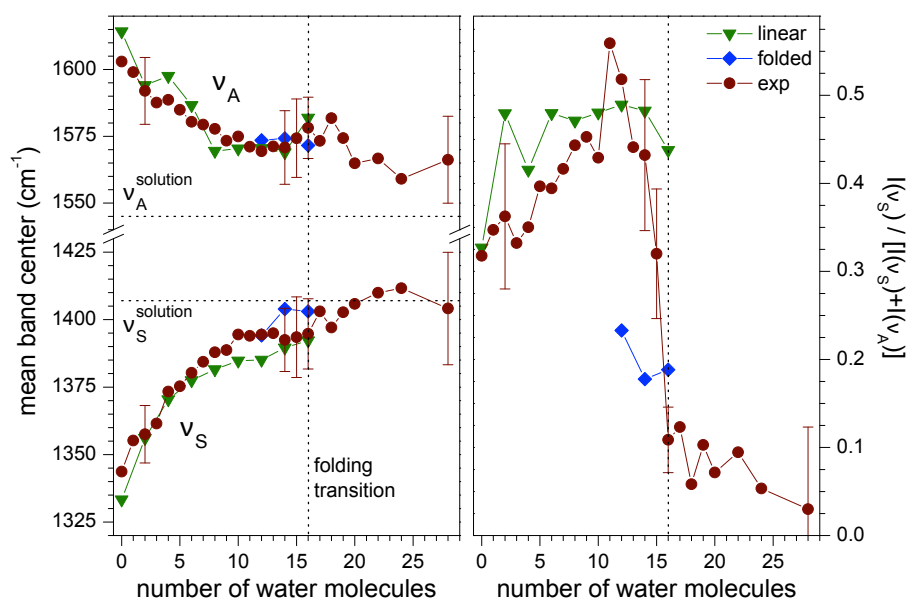 mean band center (cm⁻¹)
1600
1575
1550
1425
1400
1375
1350
1325
ν_A
ν_A^solution
ν_S^solution
ν_S
folding
transition
0 5 10 15 20 25
number of water molecules
linear
folded
exp
0.5
0.4
0.3
0.2
0.1
0.0
I(ν_S) / [I(ν_S)+I(ν_A)]
0 5 10 15 20 25
number of water molecules